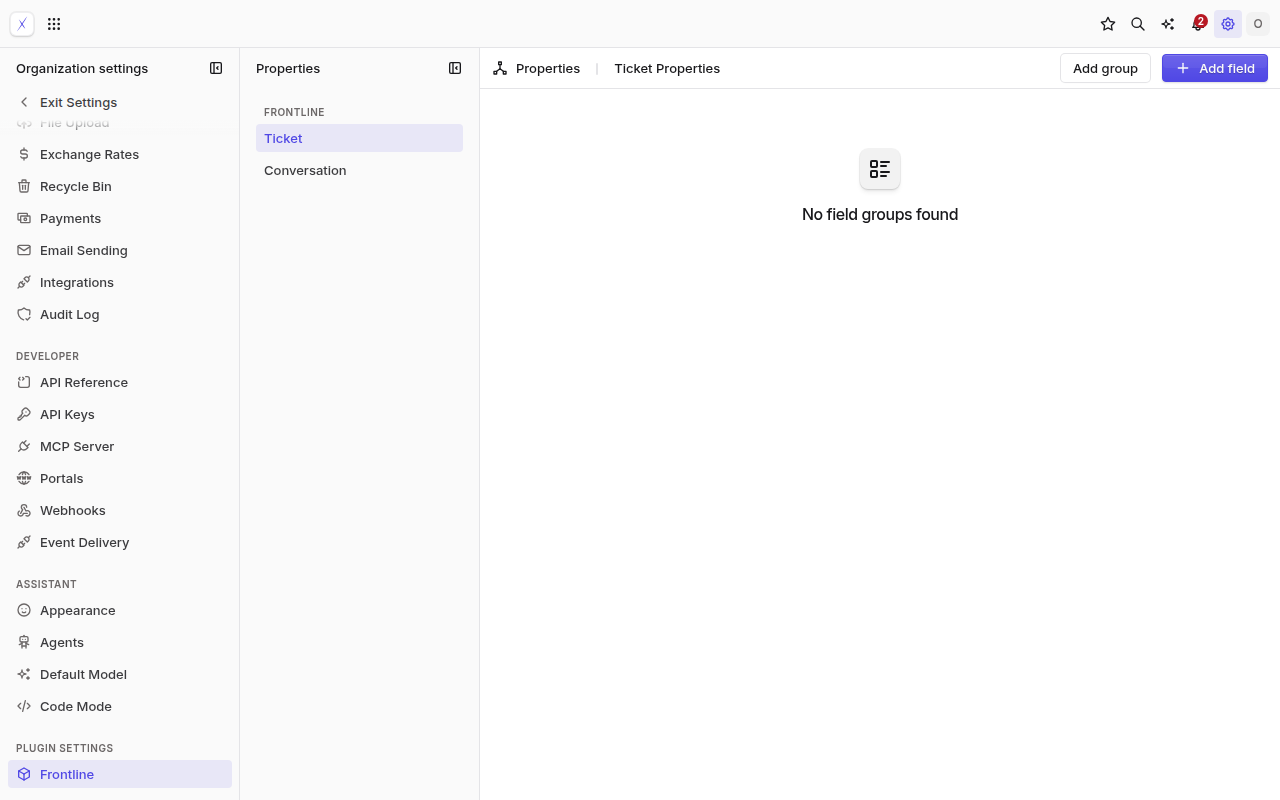 2
O
Organization settings
Exit Settings
File Upload
Exchange Rates
Recycle Bin
Payments
Email Sending
Integrations
Audit Log
DEVELOPER
API Reference
API Keys
MCP Server
Portals
Webhooks
Event Delivery
ASSISTANT
Appearance
Agents
Default Model
Code Mode
PLUGIN SETTINGS
Frontline
Properties
FRONTLINE
Ticket
Conversation
Properties | Ticket Properties
Add group
Add field
No field groups found